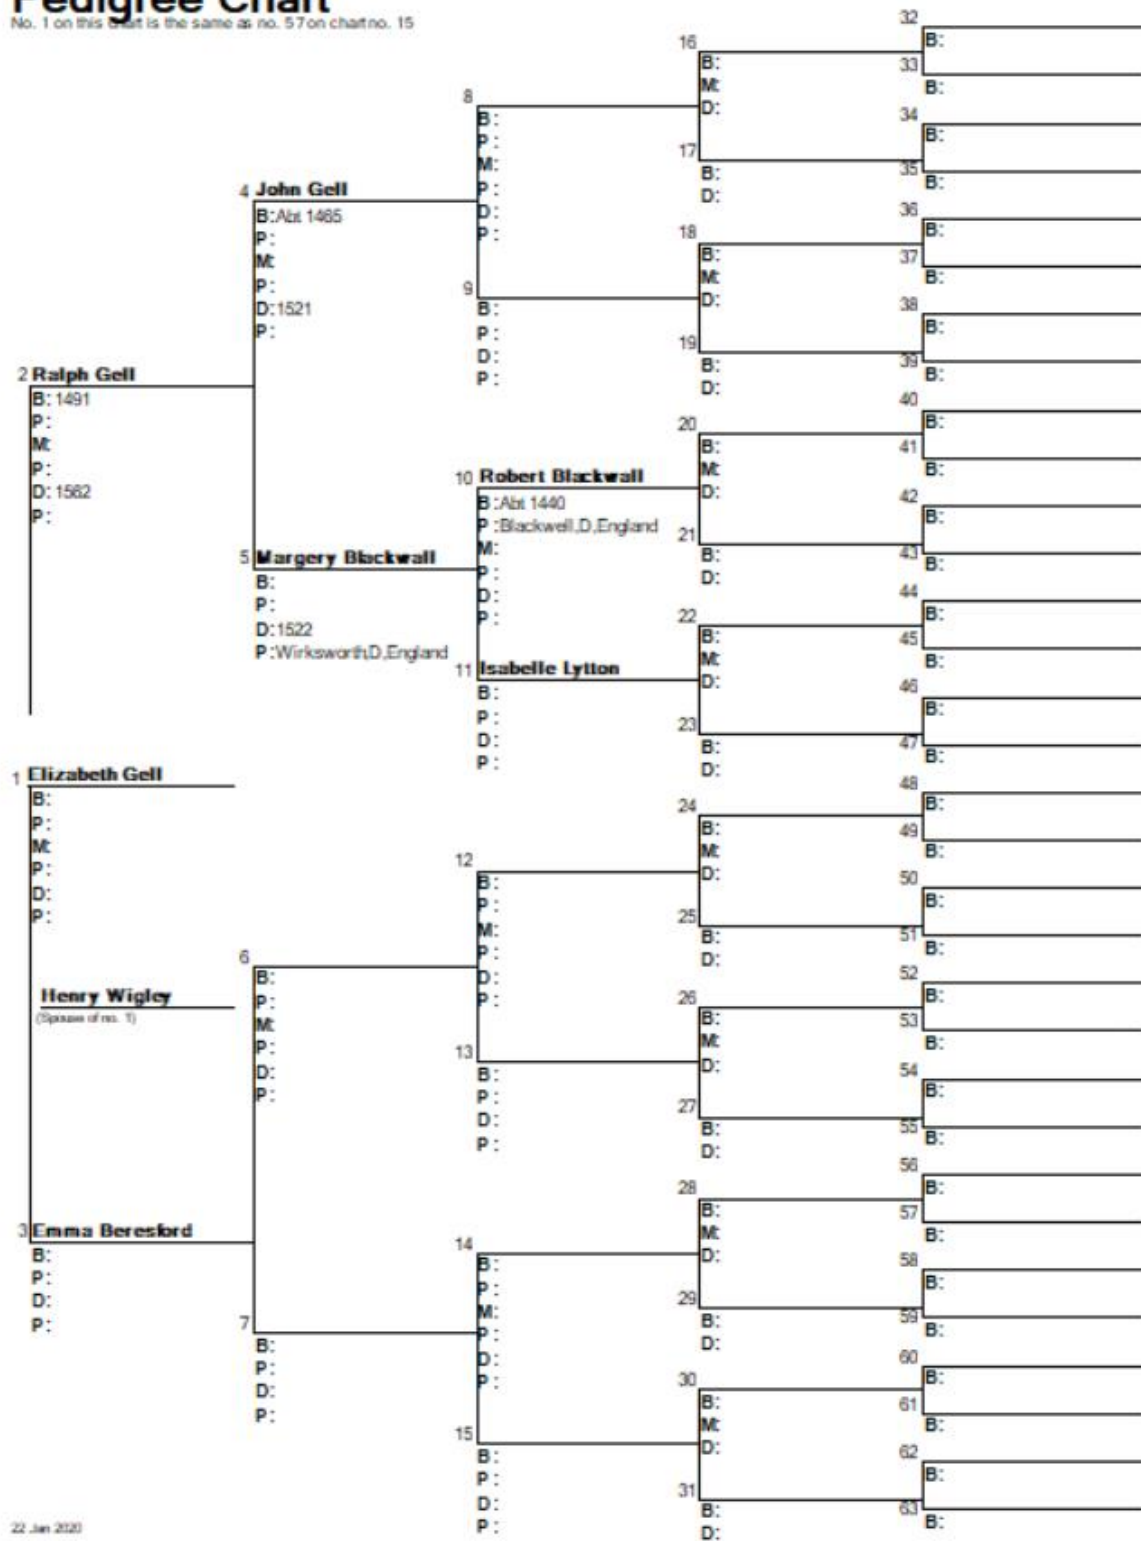 Pedigree Chart
No. 1 on this chart is the same as no. 57 on chart no. 15
2 Ralph Gell
B: 1491
P:
M:
P:
D: 1562
P:
1 Elizabeth Gell
B:
P:
M:
P:
D:
P:
Henry Wigley
(Spouse of no. 1)
3 Emma Beresford
B:
P:
D:
P:
4 John Gell
B:Abt 1465
P:
M:
P:
D:1521
P:
5 Margery Blackwall
B:
P:
D:1522
P:Wirksworth,D,England
6
B:
P:
M:
P:
D:
P:
7
B:
P:
D:
P:
8
B:
P:
M:
P:
D:
P:
9
B:
P:
D:
P:
10 Robert Blackwall
B:Abt 1440
P:Blackwell,D,England
M:
P:
D:
P:
11 Isabelle Lytton
B:
P:
D:
P:
12
B:
P:
M:
P:
D:
P:
13
B:
P:
D:
P:
14
B:
P:
M:
P:
D:
P:
15
B:
P:
D:
P:
16
B:
M:
D:
17
B:
D:
18
B:
M:
D:
19
B:
D:
20
B:
M:
D:
21
B:
D:
22
B:
M:
D:
23
B:
D:
24
B:
M:
D:
25
B:
D:
26
B:
M:
D:
27
B:
D:
28
B:
M:
D:
29
B:
D:
30
B:
M:
D:
31
B:
D:
32
B:
33
B:
34
B:
35
B:
36
B:
37
B:
38
B:
39
B:
40
B:
41
B:
42
B:
43
B:
44
B:
45
B:
46
B:
47
B:
48
B:
49
B:
50
B:
51
B:
52
B:
53
B:
54
B:
55
B:
56
B:
57
B:
58
B:
59
B:
60
B:
61
B:
62
B:
63
B:
22 Jan 2020